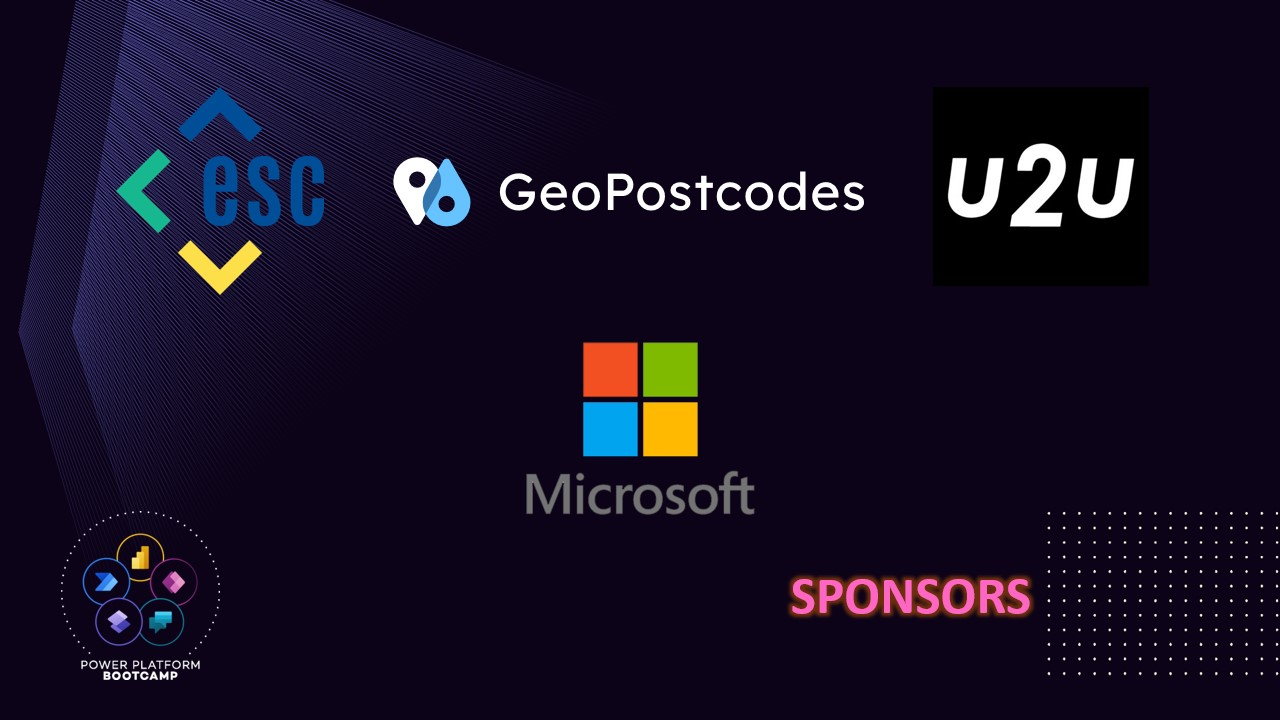 esc
GeoPostcodes
U2U
Microsoft
SPONSORS
POWER PLATFORM
BOOTCAMP